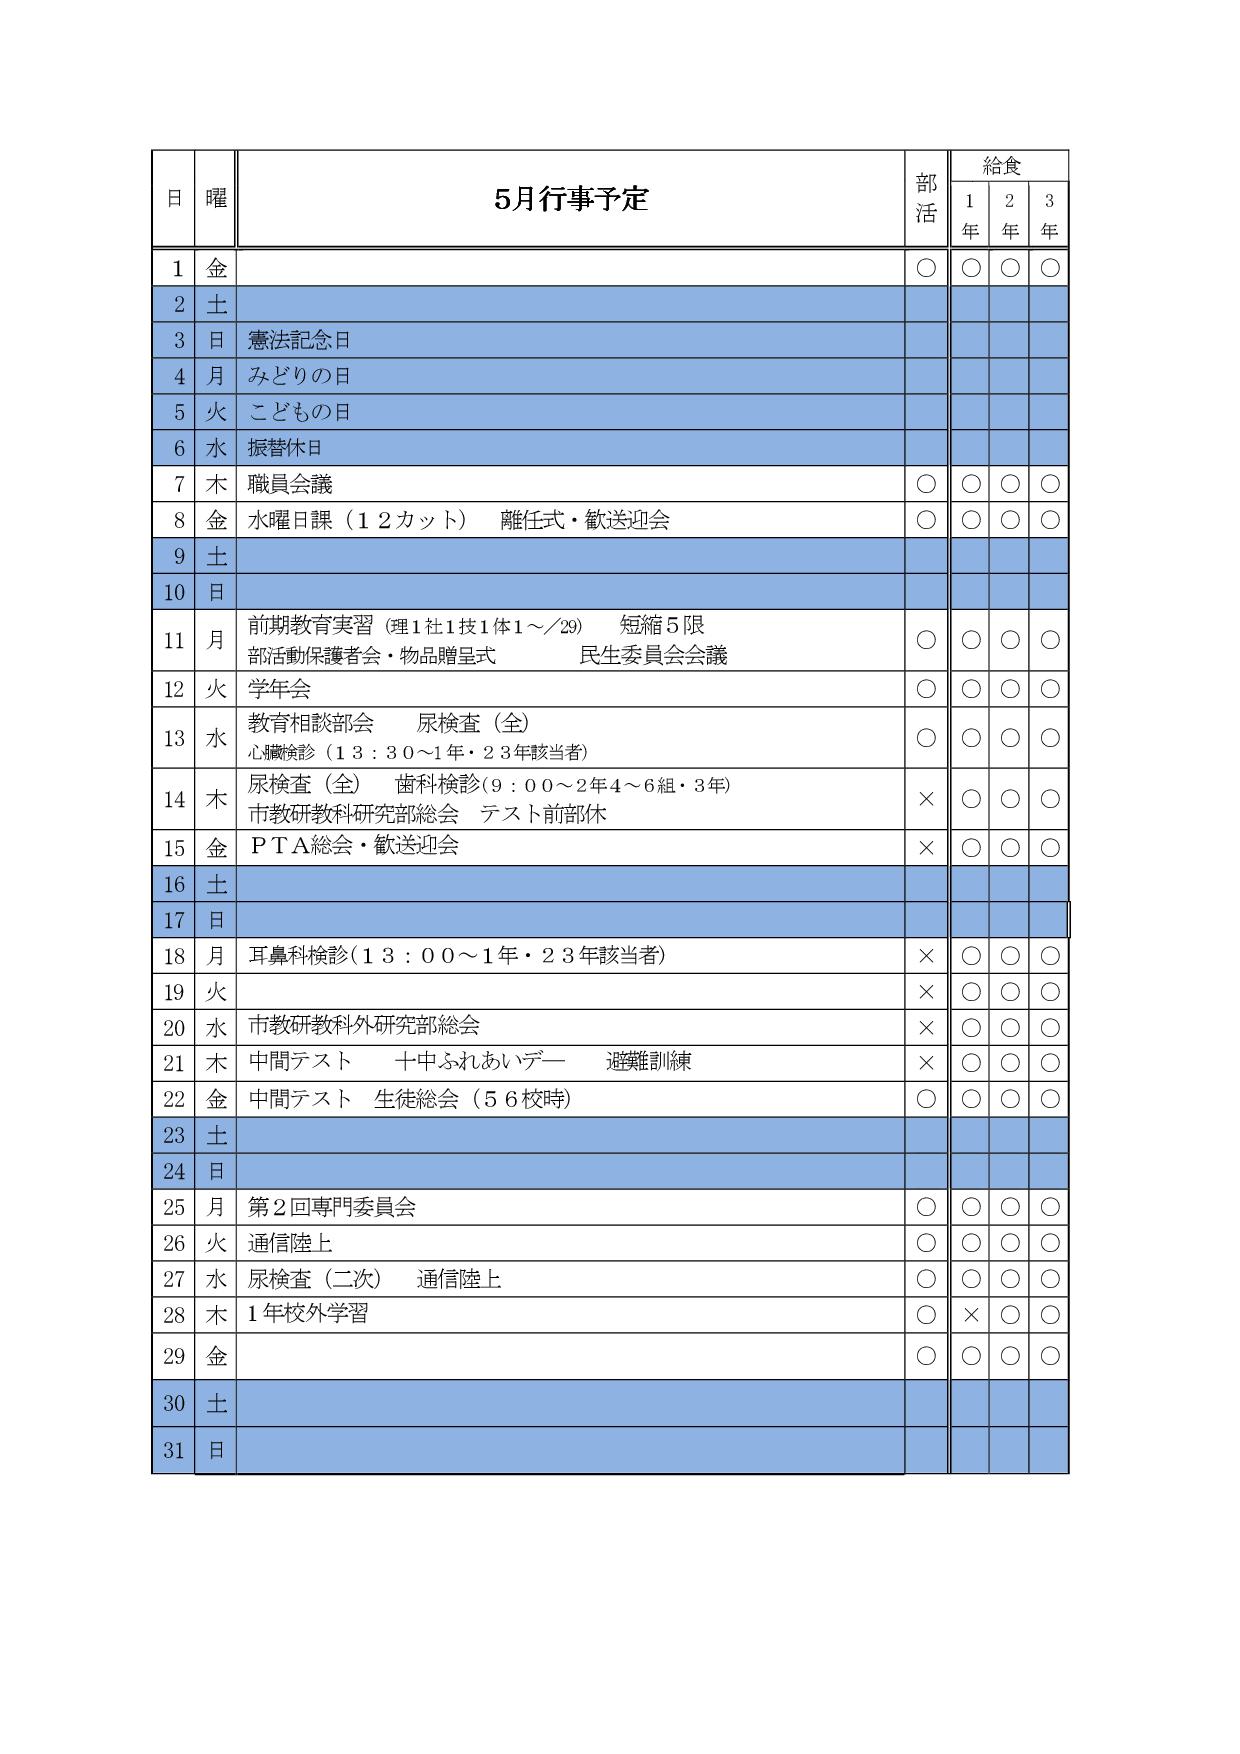 日 曜 5月行事予定 部活 給食
1年 2年 3年
1 金 ○ ○ ○ ○
2 土
3 日 憲法記念日
4 月 みどりの日
5 火 こどもの日
6 水 振替休日
7 木 職員会議 ○ ○ ○ ○
8 金 水曜日課（１２カット）　離任式・歓送迎会 ○ ○ ○ ○
9 土
10 日
11 月 前期教育実習（理1社1技1体1～／29）　短縮５限 ○ ○ ○ ○
部活動保護者会・物品贈呈式　　　　民生委員会会議
12 火 学年会 ○ ○ ○ ○
13 水 教育相談部会　　尿検査（全） ○ ○ ○ ○
心臓検診（１３：３０～1年・２３年該当者）
14 木 尿検査（全）　歯科検診(９：００～2年4～6組・3年) × ○ ○ ○
市教研教科研究部総会　テスト前部休
15 金 ＰＴＡ総会・歓送迎会 × ○ ○ ○
16 土
17 日
18 月 耳鼻科検診(１３：００～１年・２３年該当者) × ○ ○ ○
19 火 × ○ ○ ○
20 水 市教研教科外研究部総会 × ○ ○ ○
21 木 中間テスト　　十中ふれあいデー　　避難訓練 × ○ ○ ○
22 金 中間テスト　生徒総会（５６校時） ○ ○ ○ ○
23 土
24 日
25 月 第２回専門委員会 ○ ○ ○ ○
26 火 通信陸上 ○ ○ ○ ○
27 水 尿検査（二次）　通信陸上 ○ ○ ○ ○
28 木 1年校外学習 ○ × ○ ○
29 金 ○ ○ ○ ○
30 土
31 日